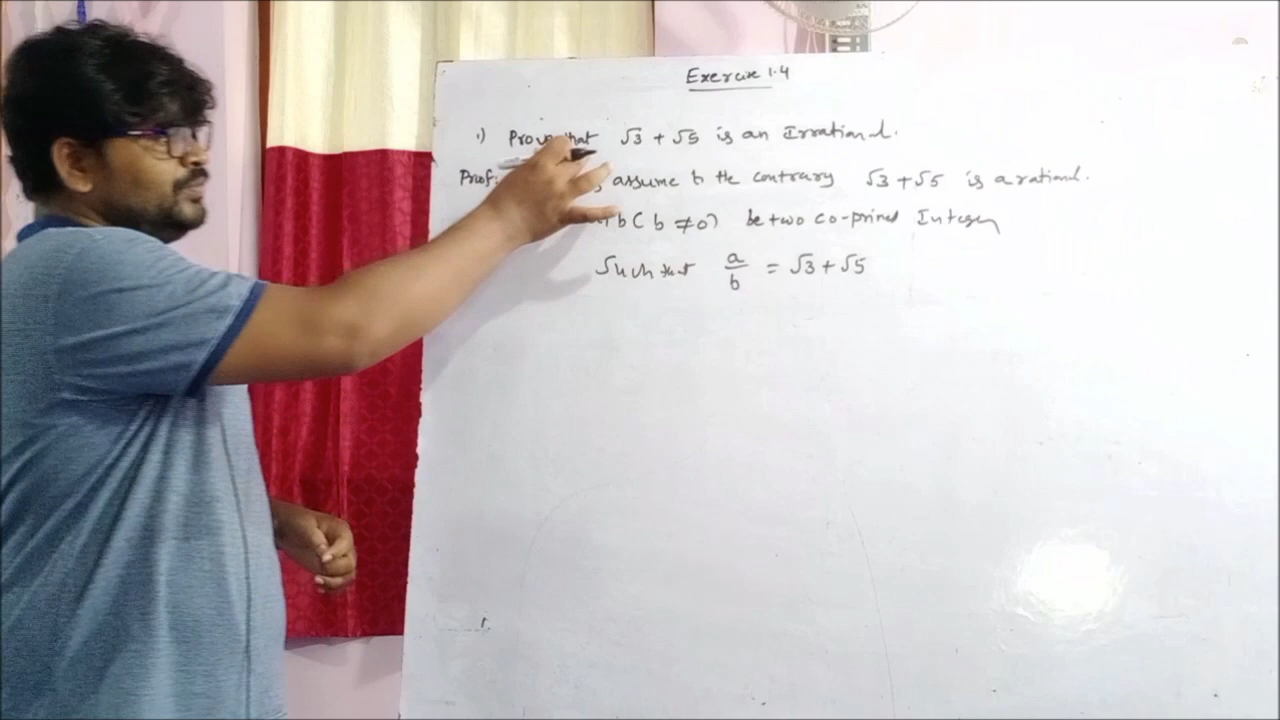 Exercise 1.4
1) Prove that √3 + √5 is an Irrational.
Proof: assume to the contrary √3 + √5 is a rational.
b ( b ≠ 0) be two co-primes Integers
Such that a/b = √3 + √5